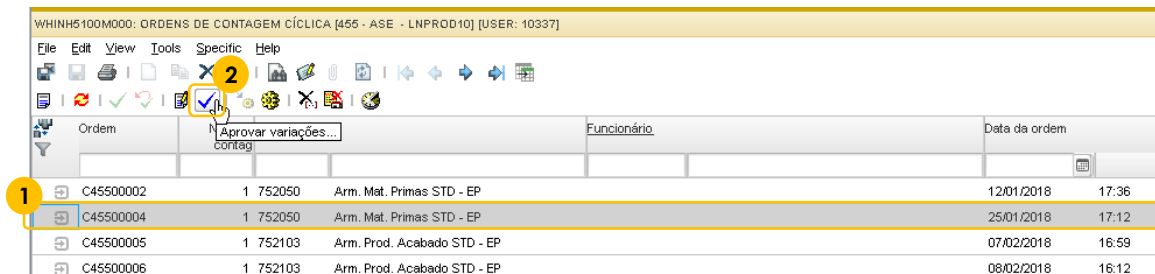 WHINH5100M000: ORDENS DE CONTAGEM CÍCLICA [455 - ASE - LNPROD10] [USER: 10337]
File Edit View Tools Specific Help
2
Ordem Funcionário Data da ordem
Aprovar variações...
contag
1
C45500002 1 752050 Arm. Mat. Primas STD - EP 12/01/2018 17:36
C45500004 1 752050 Arm. Mat. Primas STD - EP 25/01/2018 17:12
C45500005 1 752103 Arm. Prod. Acabado STD - EP 07/02/2018 16:59
C45500006 1 752103 Arm. Prod. Acabado STD - EP 08/02/2018 16:12